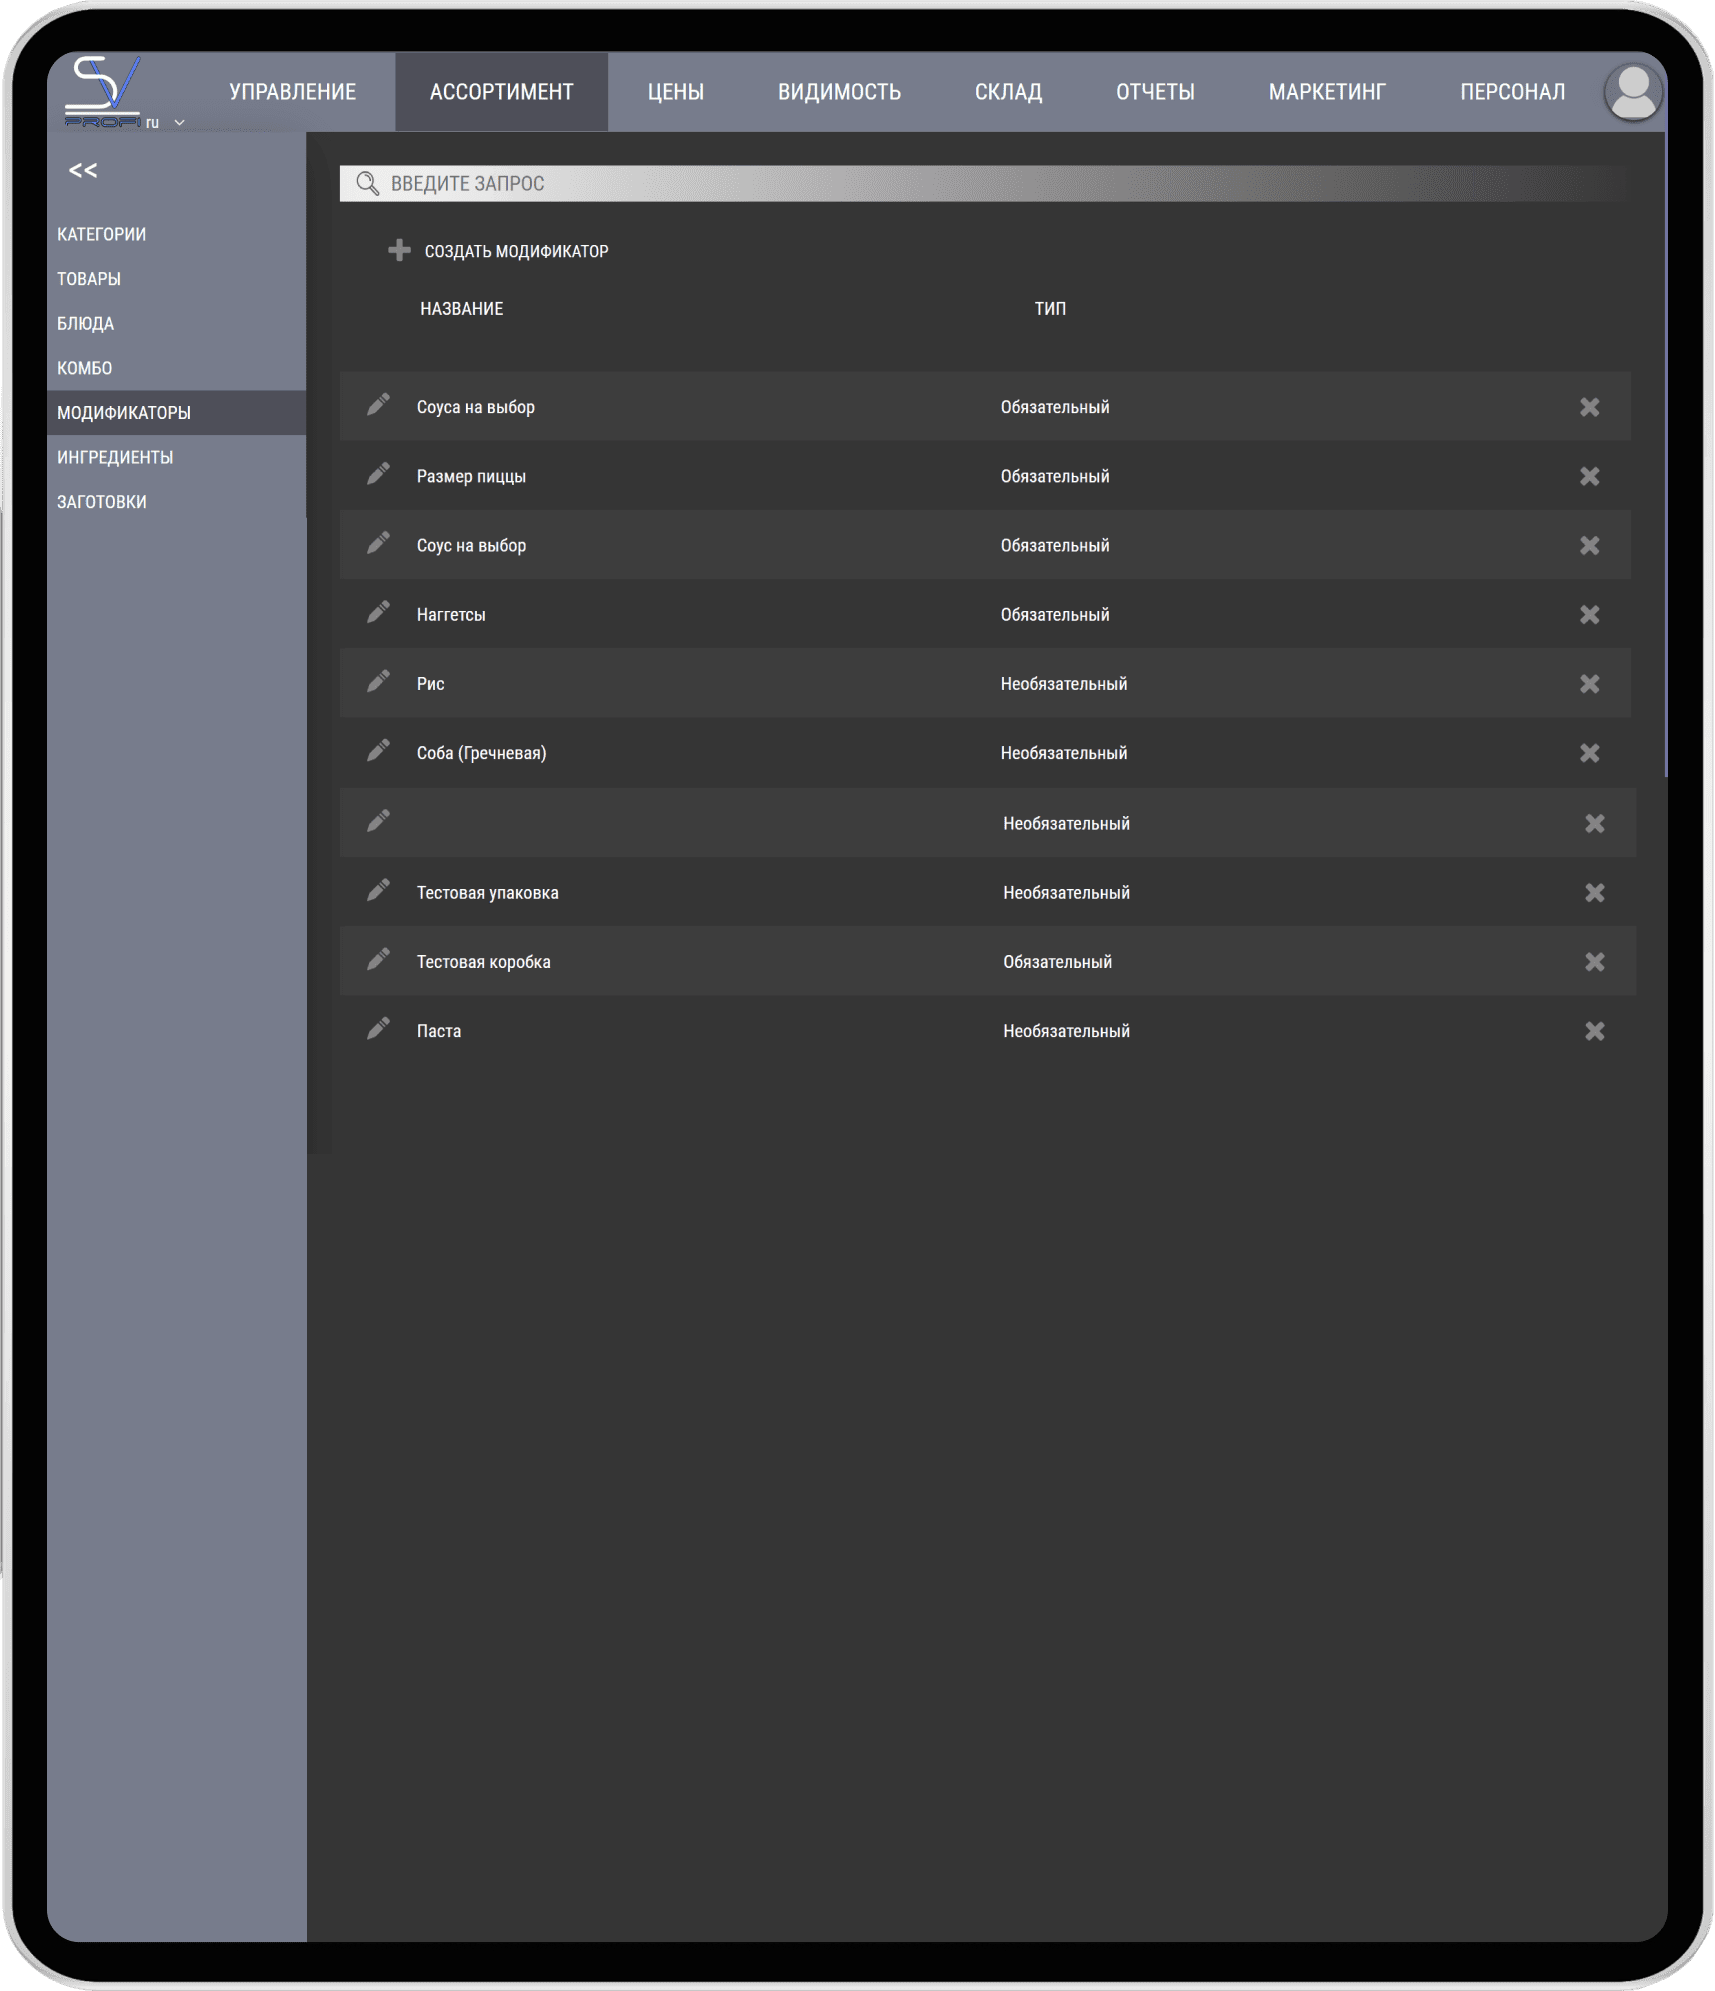 SV
PROFI ru
УПРАВЛЕНИЕ АССОРТИМЕНТ ЦЕНЫ ВИДИМОСТЬ СКЛАД ОТЧЕТЫ МАРКЕТИНГ ПЕРСОНАЛ
<<
КАТЕГОРИИ
ТОВАРЫ
БЛЮДА
КОМБО
МОДИФИКАТОРЫ
ИНГРЕДИЕНТЫ
ЗАГОТОВКИ
ВВЕДИТЕ ЗАПРОС
СОЗДАТЬ МОДИФИКАТОР
НАЗВАНИЕ ТИП
Соуса на выбор Обязательный
Размер пиццы Обязательный
Соус на выбор Обязательный
Наггетсы Обязательный
Рис Необязательный
Соба (Гречневая) Необязательный
Необязательный
Тестовая упаковка Необязательный
Тестовая коробка Обязательный
Паста Необязательный